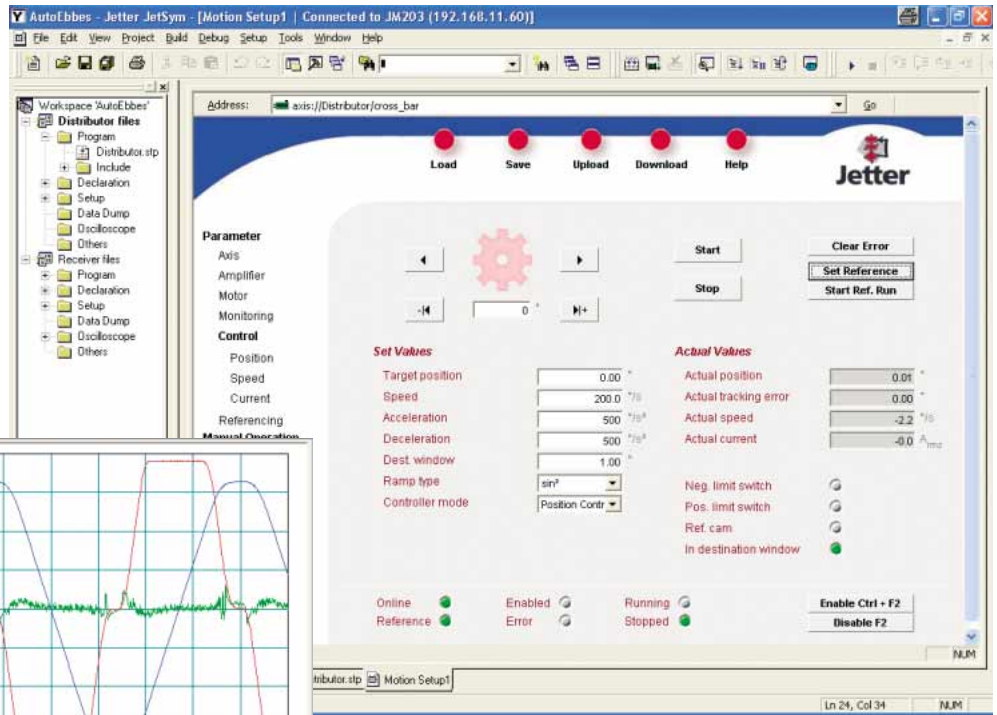 AutoEbbes - Jetter JetSym - [Motion Setup1 | Connected to JM203 (192.168.11.60)]
File Edit View Project Build Debug Setup Tools Window Help
Workspace 'AutoEbbes'
Distributor files
Program
Distributor.stp
Include
Declaration
Setup
Data Dump
Oscilloscope
Others
Receiver files
Program
Declaration
Setup
Data Dump
Oscilloscope
Others
Address: axis://Distributor/cross_bar Go
Load Save Upload Download Help
Jetter
Parameter
Axis
Amplifier
Motor
Monitoring
Control
Position
Speed
Current
Referencing
Manual Operation
0 °
Start
Stop
Clear Error
Set Reference
Start Ref. Run
Set Values
Target position 0.00 °
Speed 200.0 °/s
Acceleration 500 °/s²
Deceleration 500 °/s²
Dest. window 1.00 °
Ramp type sin²
Controller mode Position Contr
Actual Values
Actual position 0.01 °
Actual tracking error 0.00 °
Actual speed -2.2 °/s
Actual current -0.0
Neg. limit switch
Pos. limit switch
Ref. cam
In destination window
Online Enabled Running
Reference Error Stopped
Enable Ctrl + F2
Disable F2
NUM
tributor.stp Motion Setup1
Ln 24, Col 34 NUM